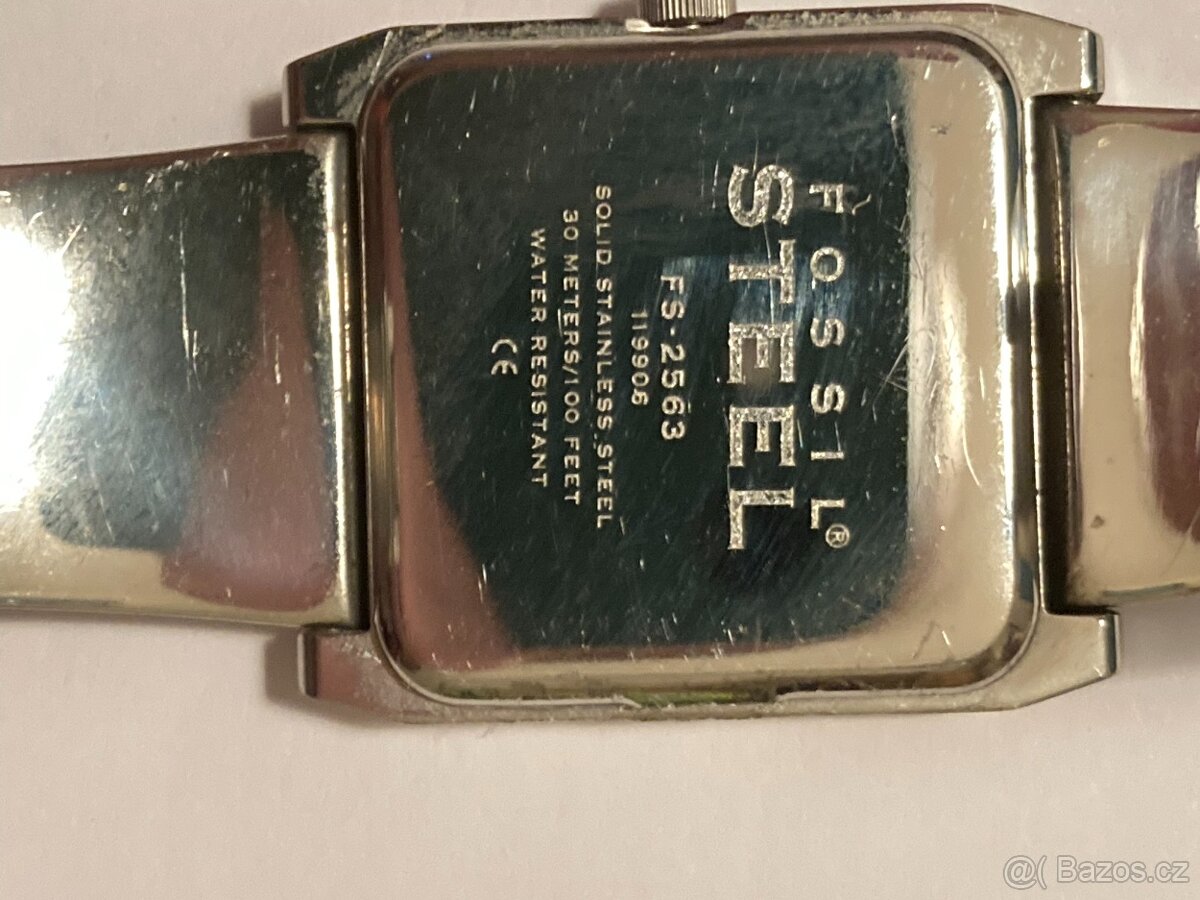 FOSSIL®
STEEL
FS-2563
119906
SOLID STAINLESS STEEL
30 METERS/100 FEET
WATER RESISTANT
CE
@( Bazos.cz